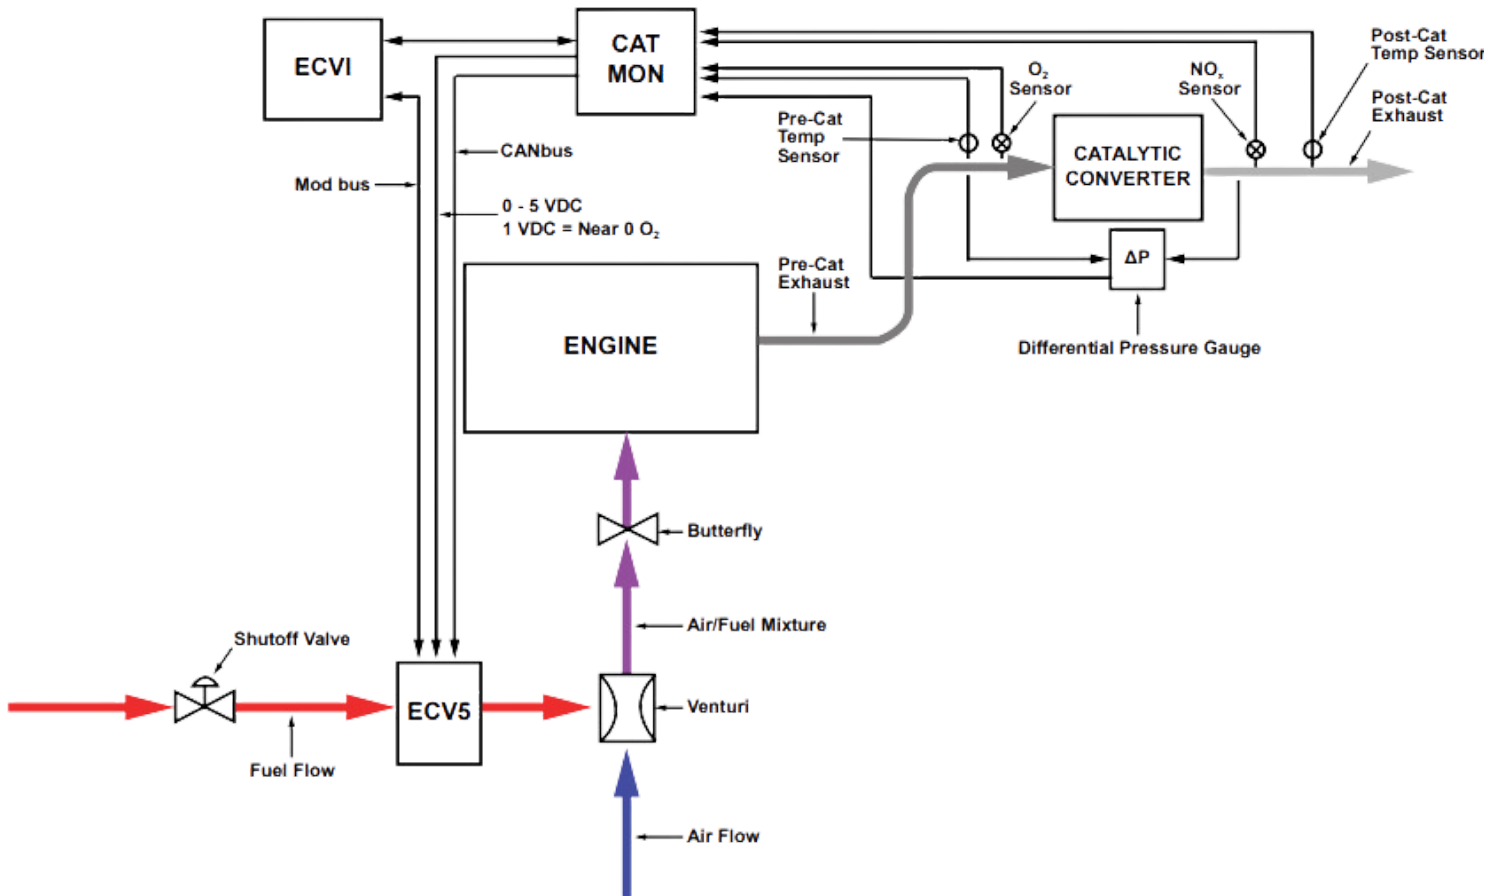 ECVI
CAT
MON
Post-Cat
Temp Sensor
Post-Cat
Exhaust
O₂
Sensor
NOₓ
Sensor
Pre-Cat
Temp
Sensor
CATALYTIC
CONVERTER
CANbus
Mod bus
0 - 5 VDC
1 VDC = Near 0 O₂
ΔP
Pre-Cat
Exhaust
Differential Pressure Gauge
ENGINE
Butterfly
Air/Fuel Mixture
Shutoff Valve
ECV5
Venturi
Fuel Flow
Air Flow